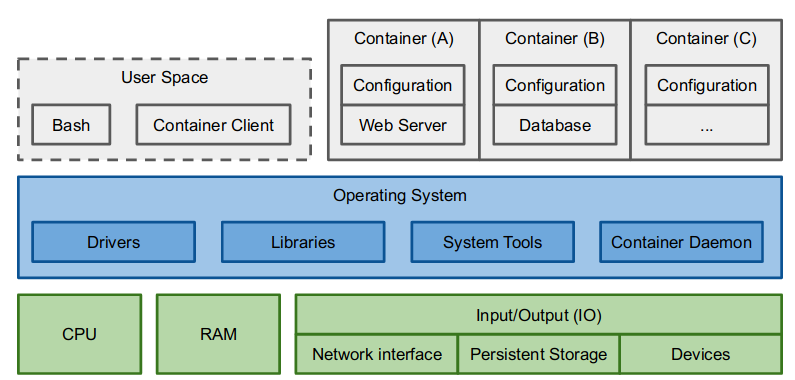 Container (A)
Container (B)
Container (C)
User Space
Configuration
Configuration
Configuration
Bash
Container Client
Web Server
Database
...
Operating System
Drivers
Libraries
System Tools
Container Daemon
CPU
RAM
Input/Output (IO)
Network interface
Persistent Storage
Devices